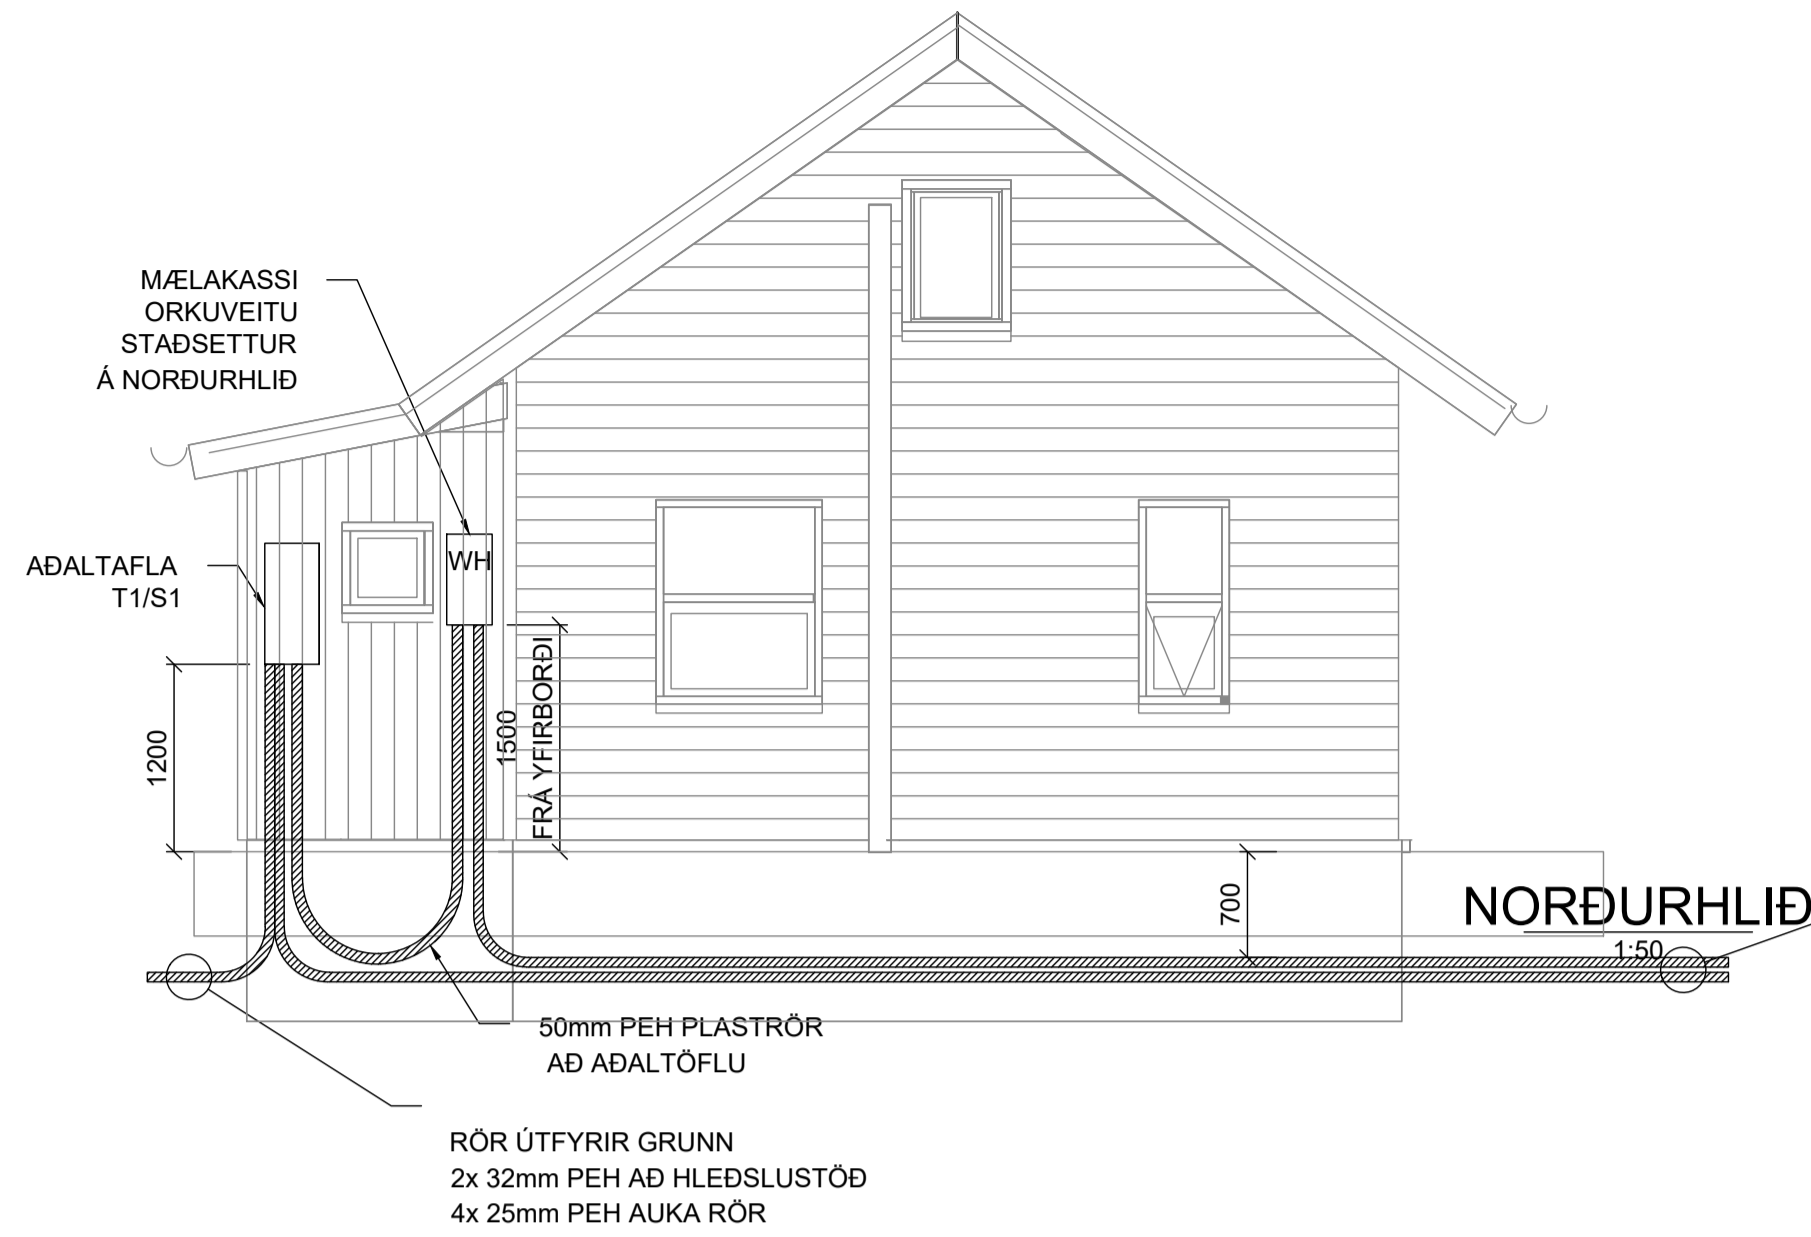 MÆLAKASSI
ORKUVEITU
STAÐSETTUR
Á NORÐURHLIÐ
AÐALTAFLA
T1/S1
WH
1200
1500
FRÁ YFIRBORÐI
700
NORÐURHLIÐ
1:50
50mm PEH PLASTRÖR
AÐ AÐALTÖFLU
RÖR ÚTFYRIR GRUNN
2x 32mm PEH AÐ HLEÐSLUSTÖÐ
4x 25mm PEH AUKA RÖR